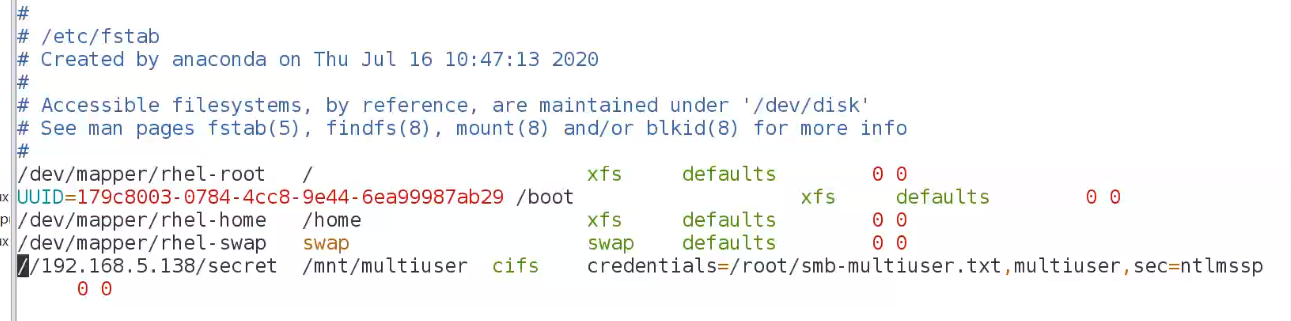 #
# /etc/fstab
# Created by anaconda on Thu Jul 16 10:47:13 2020
#
# Accessible filesystems, by reference, are maintained under '/dev/disk'
# See man pages fstab(5), findfs(8), mount(8) and/or blkid(8) for more info
#
/dev/mapper/rhel-root / xfs defaults 0 0
UUID=179c8003-0784-4cc8-9e44-6ea99987ab29 /boot xfs defaults 0 0
/dev/mapper/rhel-home /home xfs defaults 0 0
/dev/mapper/rhel-swap swap swap defaults 0 0
//192.168.5.138/secret /mnt/multiuser cifs credentials=/root/smb-multiuser.txt,multiuser,sec=ntlmssp
0 0